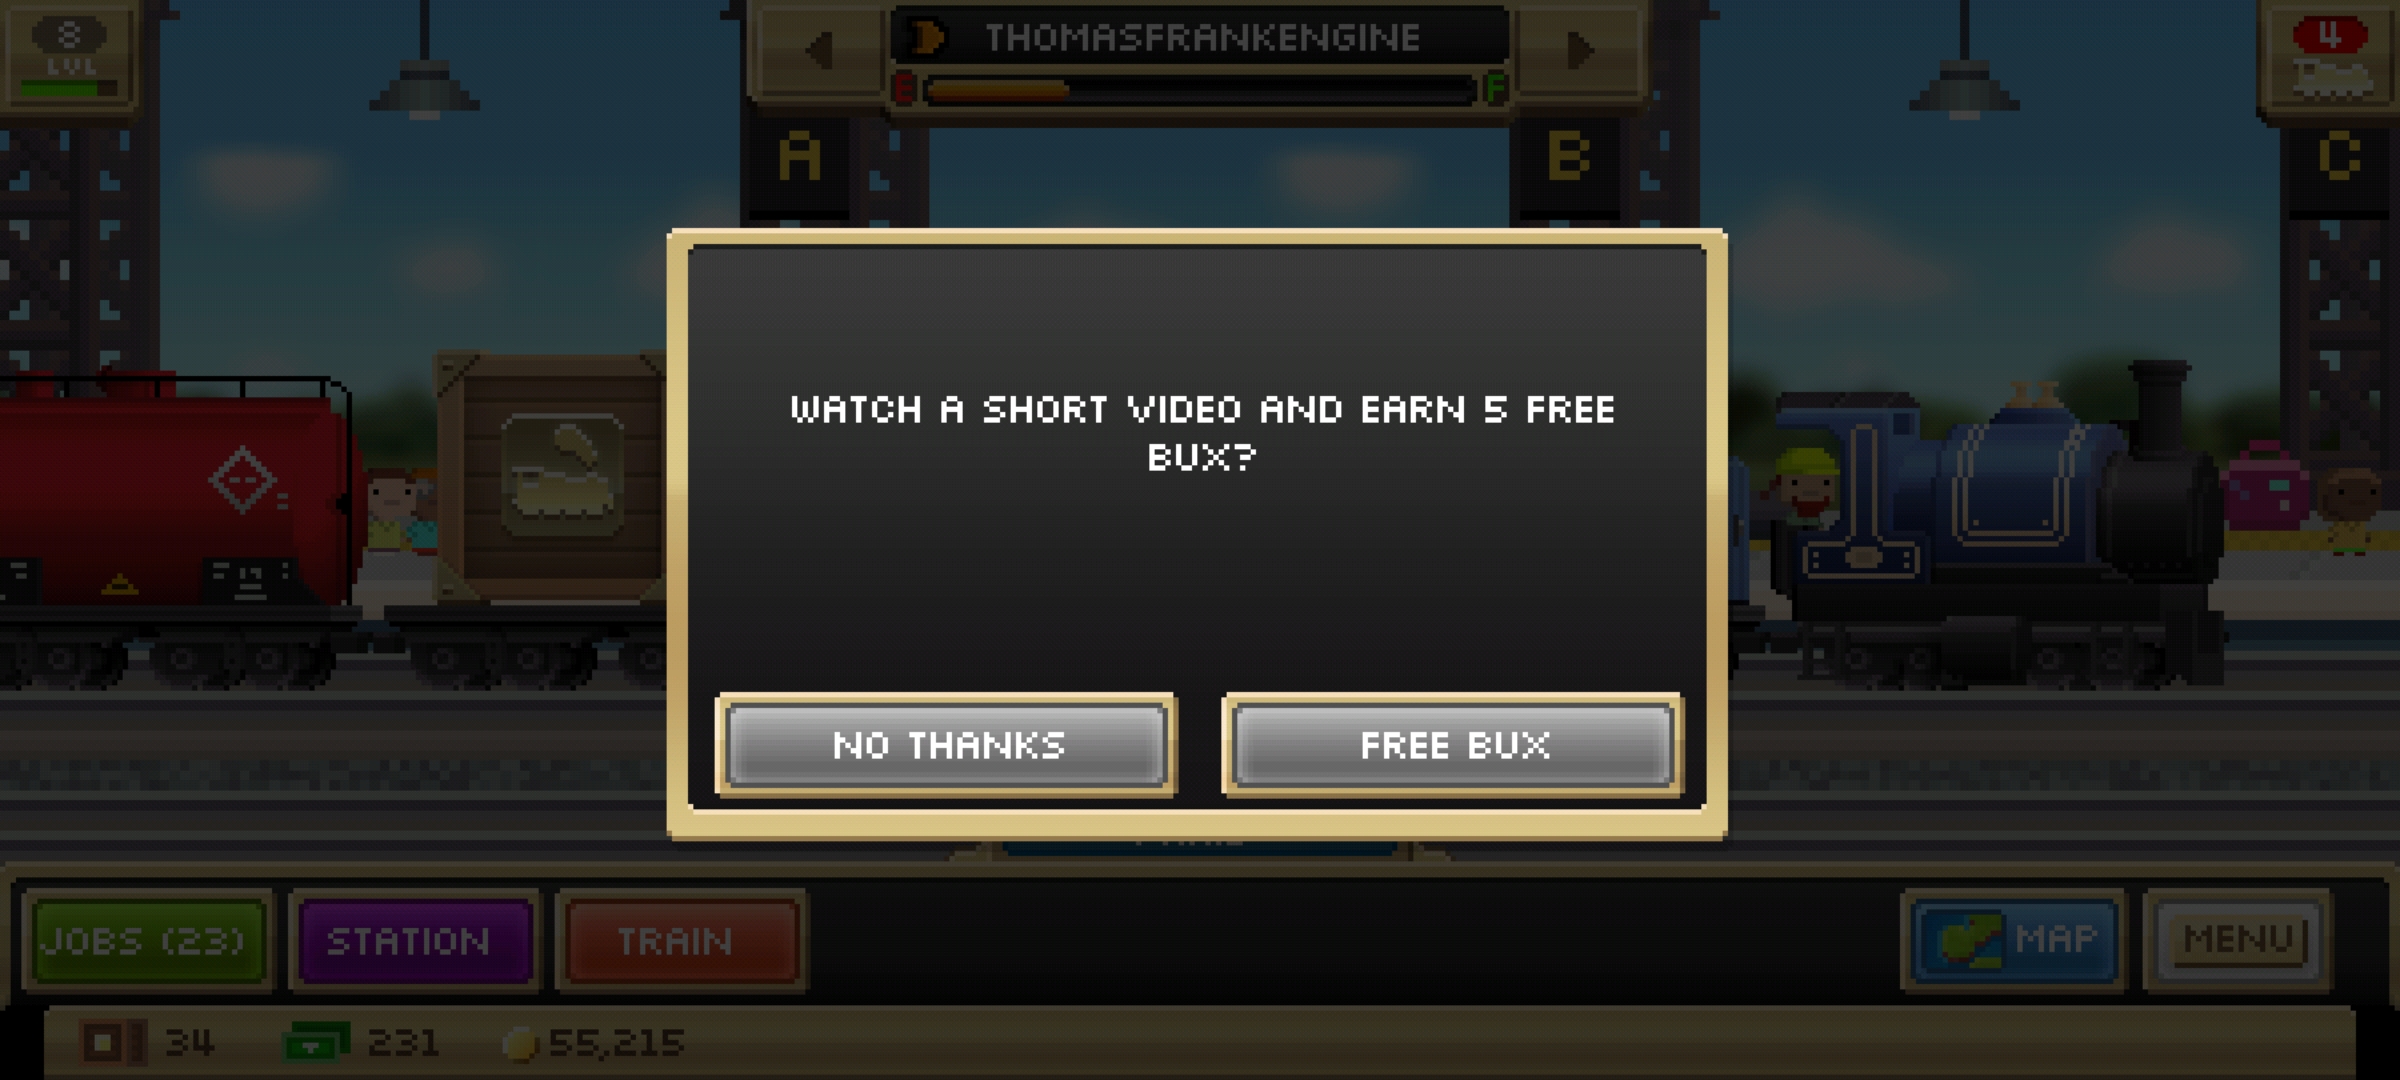 8
LVL
THOMASFRANKENGINE
E
F
4
A
B
C
WATCH A SHORT VIDEO AND EARN 5 FREE
BUX?
NO THANKS
FREE BUX
JOBS (23)
STATION
TRAIN
MAP
MENU
34
231
55,215